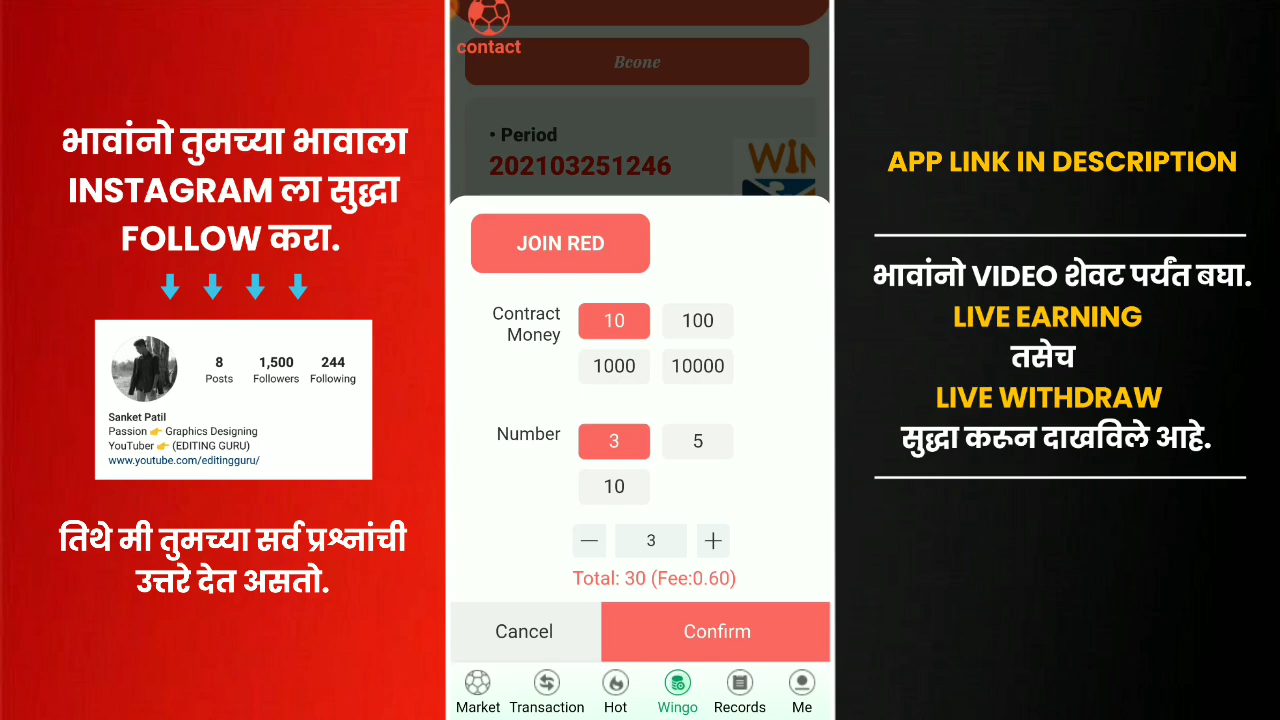 भावांनो तुमच्या भावाला
INSTAGRAM ला सुद्धा
FOLLOW करा.
8
1,500
244
Posts
Followers
Following
Sanket Patil
Passion 👉 Graphics Designing
YouTuber 👉 (EDITING GURU)
www.youtube.com/editingguru/
तिथे मी तुमच्या सर्व प्रश्नांची
उत्तरे देत असतो.
contact
Bcone
• Period
202103251246
WIN
JOIN RED
Contract
Money
10
100
1000
10000
Number
3
5
10
— 3 +
Total: 30 (Fee:0.60)
Cancel
Confirm
Market
Transaction
Hot
Wingo
Records
Me
APP LINK IN DESCRIPTION
भावांनो VIDEO शेवट पर्यंत बघा.
LIVE EARNING
तसेच
LIVE WITHDRAW
सुद्धा करून दाखविले आहे.